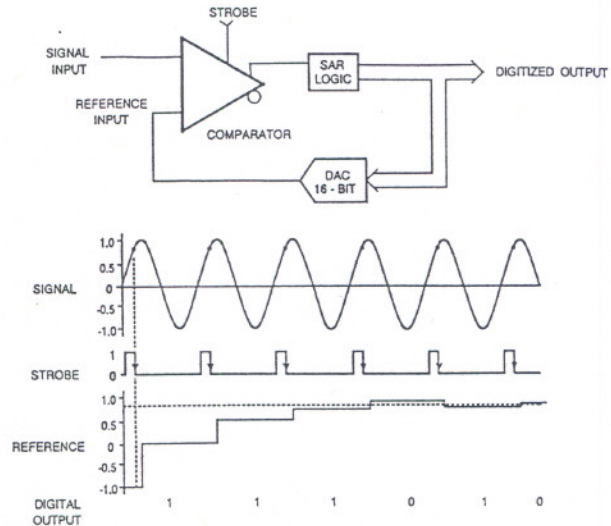 STROBE
SIGNAL
INPUT
REFERENCE
INPUT
COMPARATOR
SAR
LOGIC
DIGITIZED OUTPUT
DAC
16 - BIT
SIGNAL
1.0
0.5
0
-0.5
-1.0
STROBE
1
0
REFERENCE
1.0
0.5
0
-0.5
-1.0
DIGITAL
OUTPUT
1 1 1 0 1 0